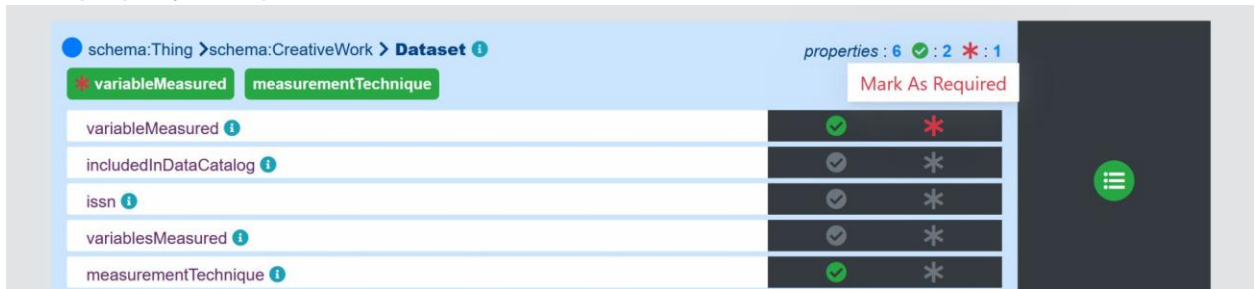 schema:Thing >schema:CreativeWork > Dataset
properties : 6 : 2 * : 1
* variableMeasured measurementTechnique
Mark As Required
variableMeasured
includedInDataCatalog
issn
variablesMeasured
measurementTechnique